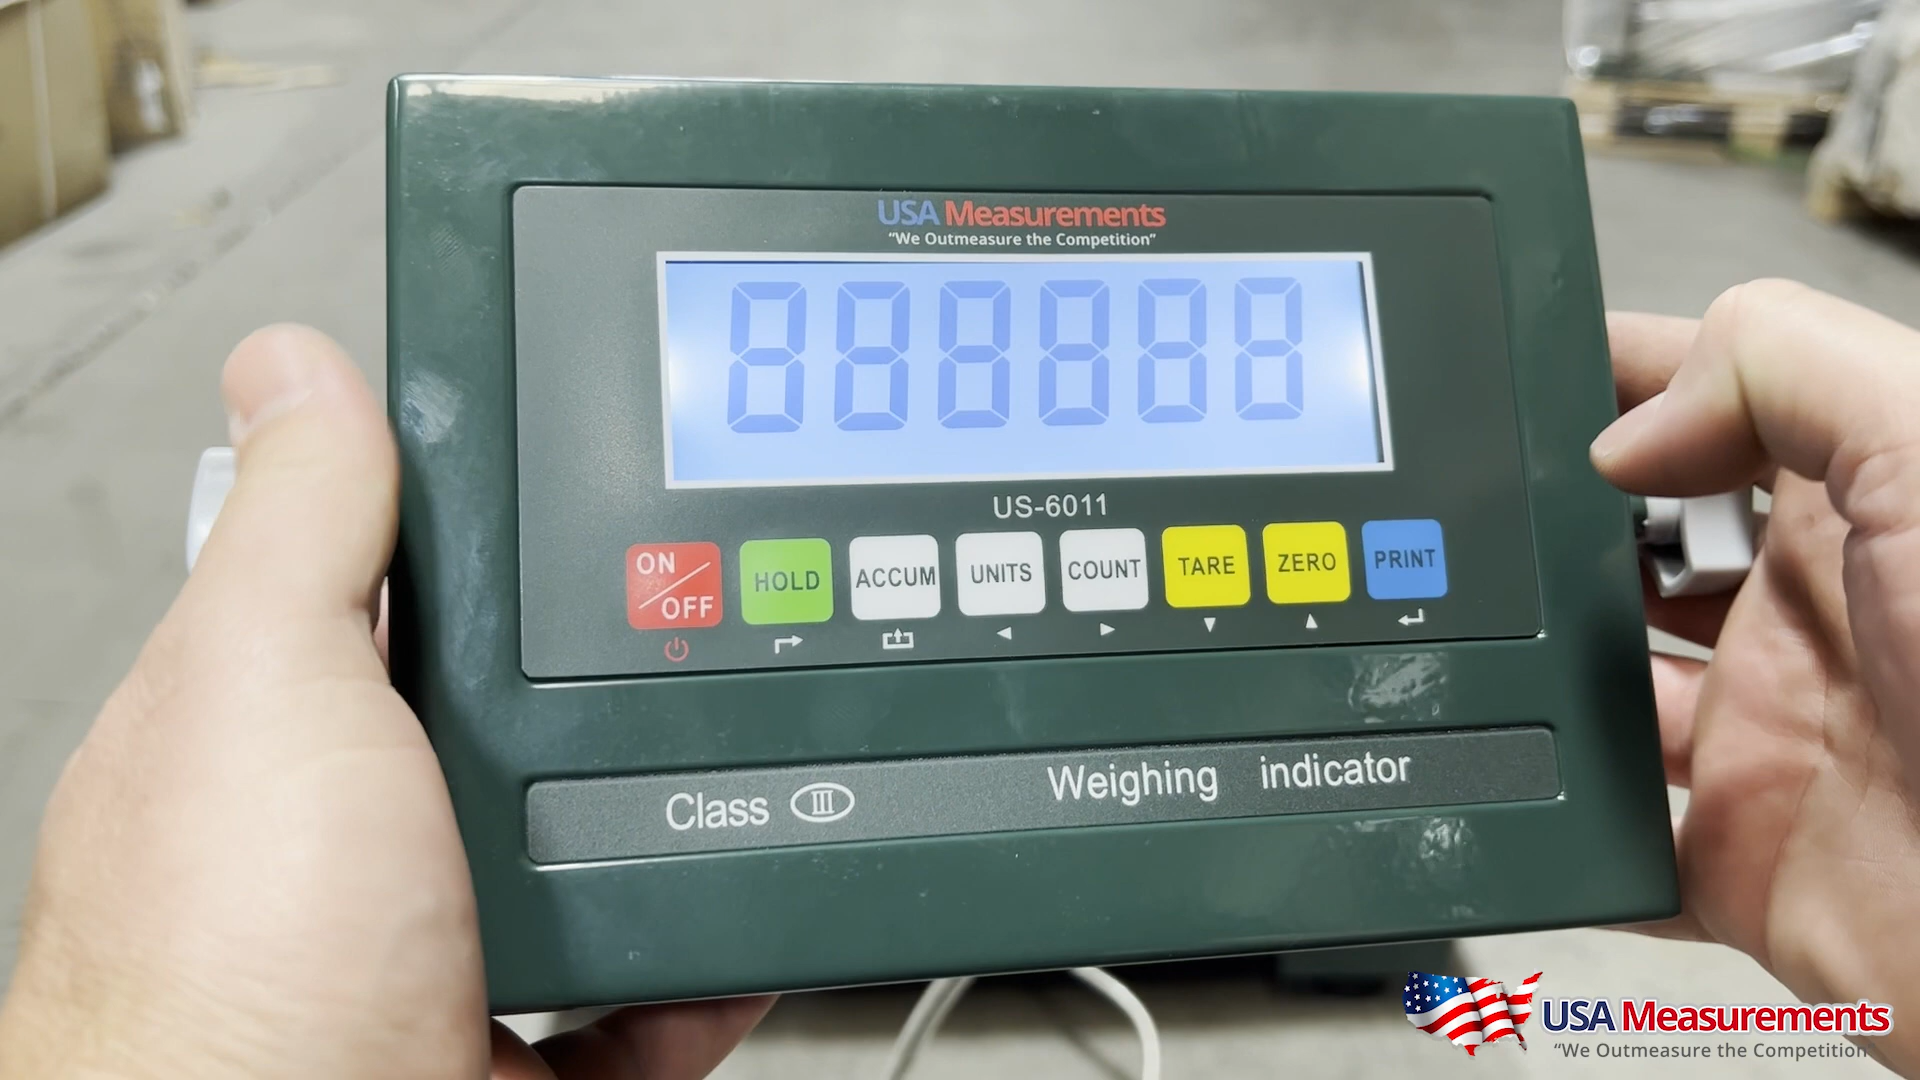 USA Measurements
“We Outmeasure the Competition”
US-6011
ON/OFF
HOLD
ACCUM
UNITS
COUNT
TARE
ZERO
PRINT
Class III
Weighing indicator
USA Measurements
“We Outmeasure the Competition”